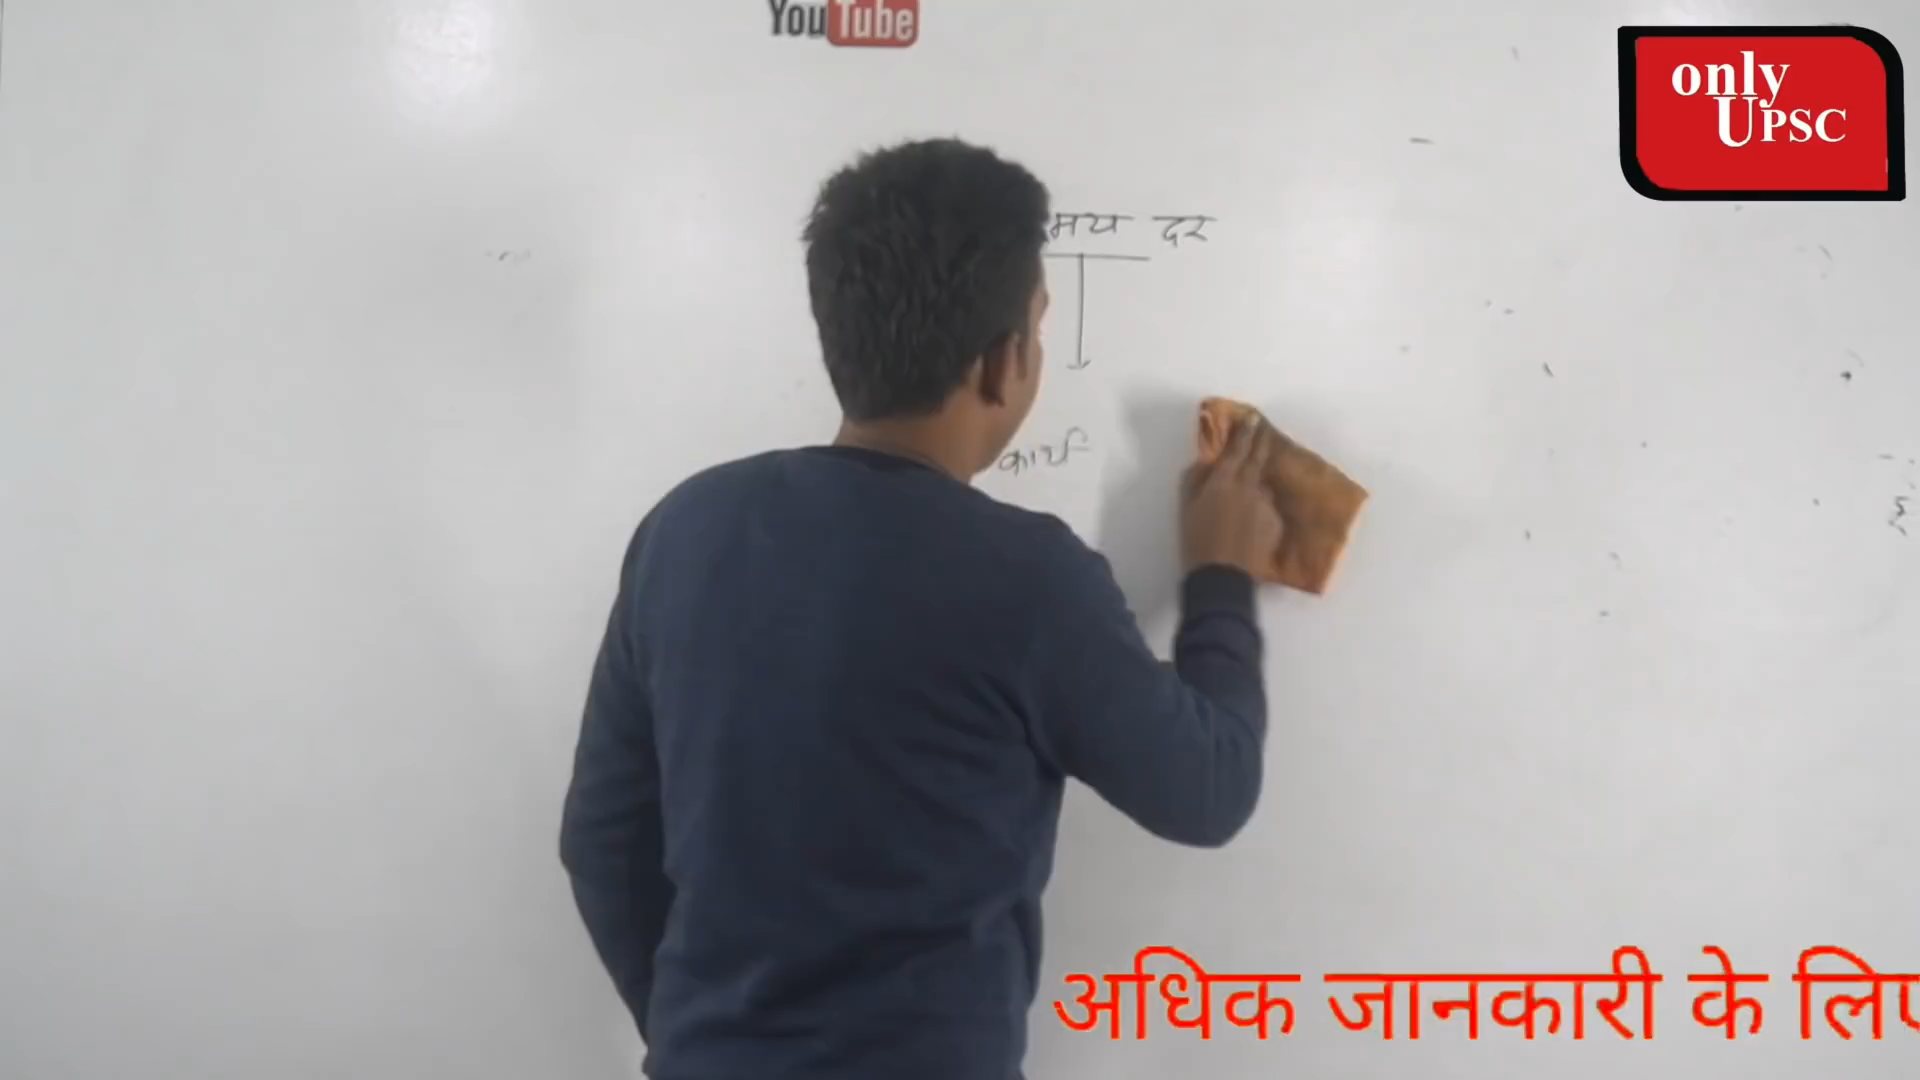 YouTube
only
UPSC
मय दर
कार्य
अधिक जानकारी के लिए